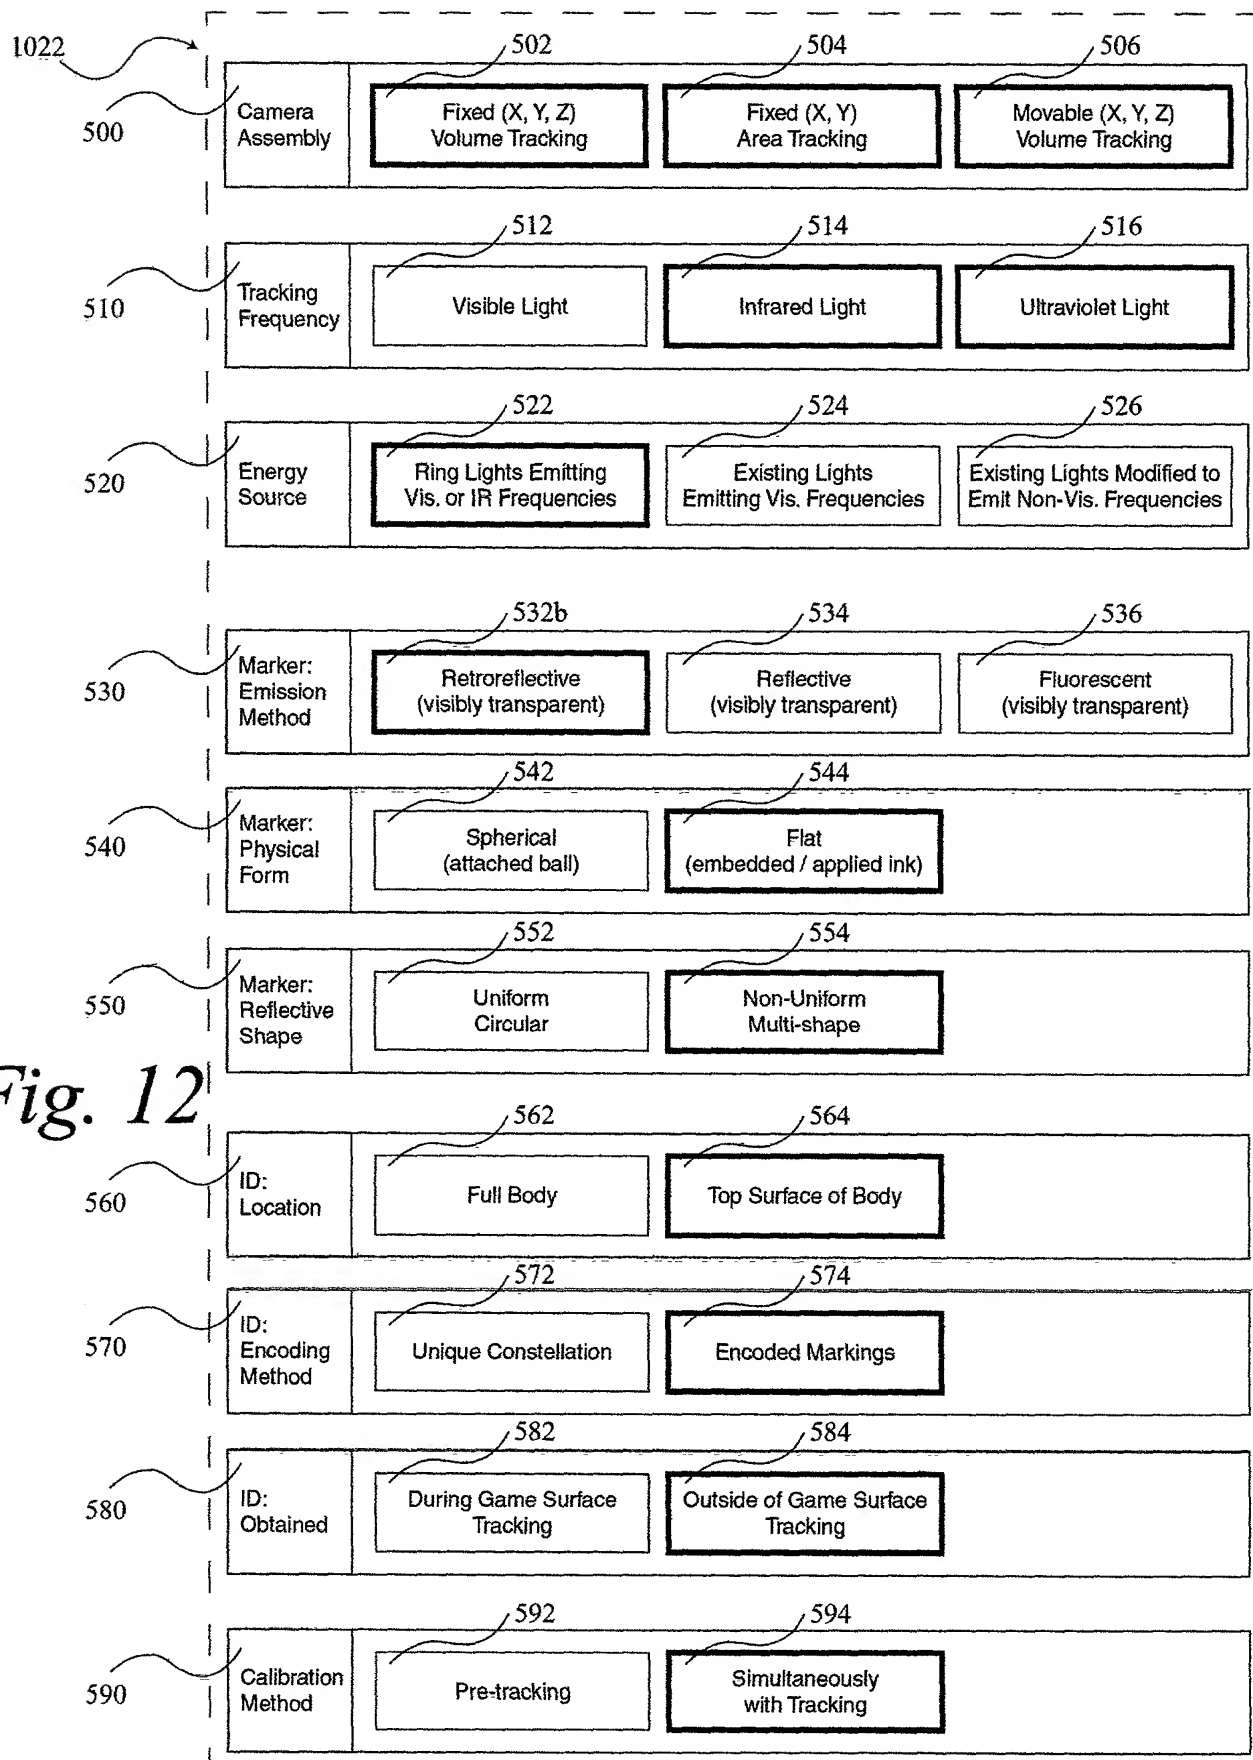 1022
502
504
506
500
Camera
Assembly
Fixed (X, Y, Z)
Volume Tracking
Fixed (X, Y)
Area Tracking
Movable (X, Y, Z)
Volume Tracking
512
514
516
510
Tracking
Frequency
Visible Light
Infrared Light
Ultraviolet Light
522
524
526
520
Energy
Source
Ring Lights Emitting
Vis. or IR Frequencies
Existing Lights
Emitting Vis. Frequencies
Existing Lights Modified to
Emit Non-Vis. Frequencies
532b
534
536
530
Marker:
Emission
Method
Retroreflective
(visibly transparent)
Reflective
(visibly transparent)
Fluorescent
(visibly transparent)
542
544
540
Marker:
Physical
Form
Spherical
(attached ball)
Flat
(embedded / applied ink)
552
554
550
Marker:
Reflective
Shape
Uniform
Circular
Non-Uniform
Multi-shape
Fig. 12
562
564
560
ID:
Location
Full Body
Top Surface of Body
572
574
570
ID:
Encoding
Method
Unique Constellation
Encoded Markings
582
584
580
ID:
Obtained
During Game Surface
Tracking
Outside of Game Surface
Tracking
592
594
590
Calibration
Method
Pre-tracking
Simultaneously
with Tracking